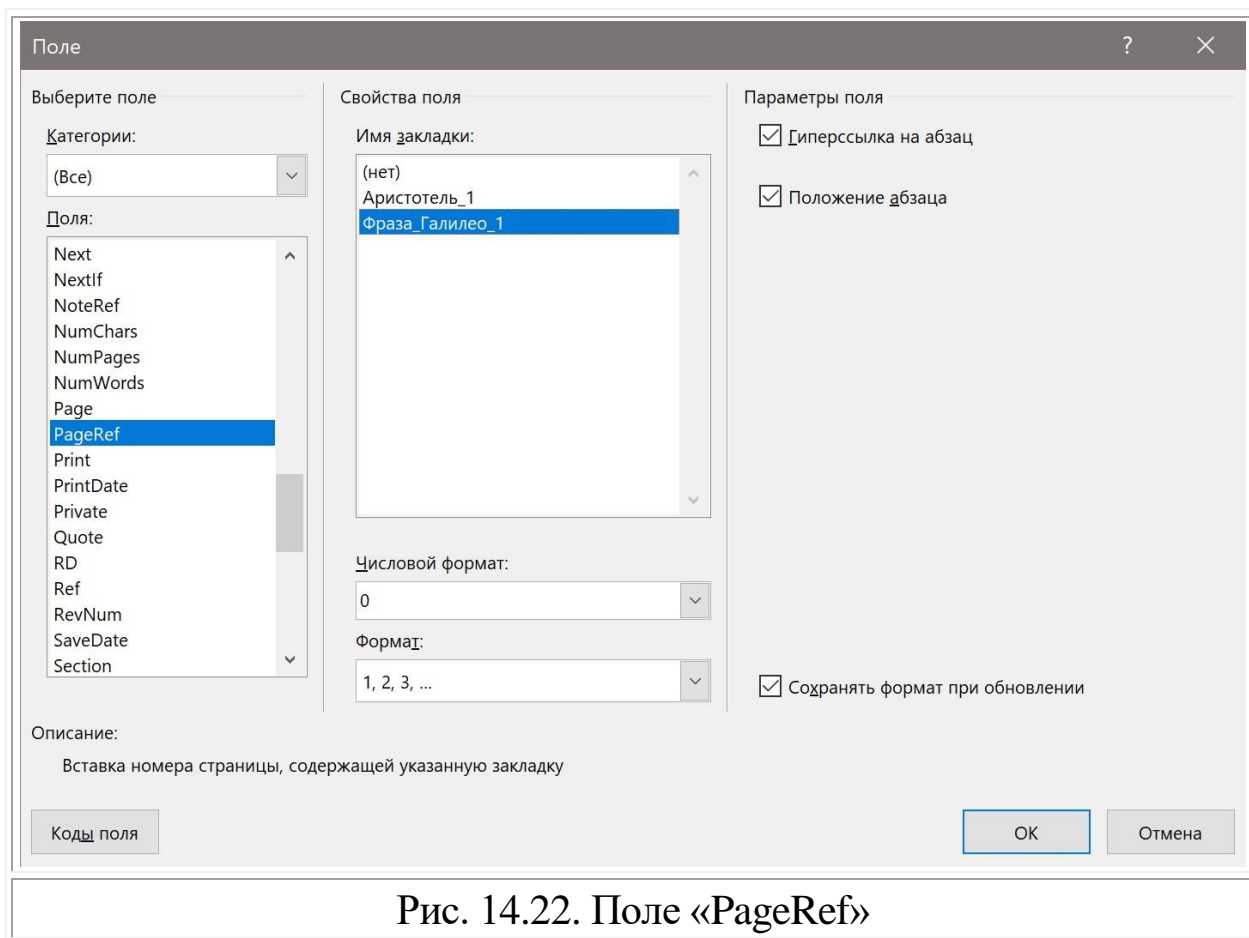 Поле ?
Выберите поле
Категории:
(Все)
Поля:
Next
NextIf
NoteRef
NumChars
NumPages
NumWords
Page
PageRef
Print
PrintDate
Private
Quote
RD
Ref
RevNum
SaveDate
Section
Свойства поля
Имя закладки:
(нет)
Аристотель_1
Фраза_Галилео_1
Числовой формат:
0
Формат:
1, 2, 3, ...
Параметры поля
Гиперссылка на абзац
Положение абзаца
Сохранять формат при обновлении
Описание:
Вставка номера страницы, содержащей указанную закладку
Коды поля
ОК
Отмена
Рис. 14.22. Поле «PageRef»